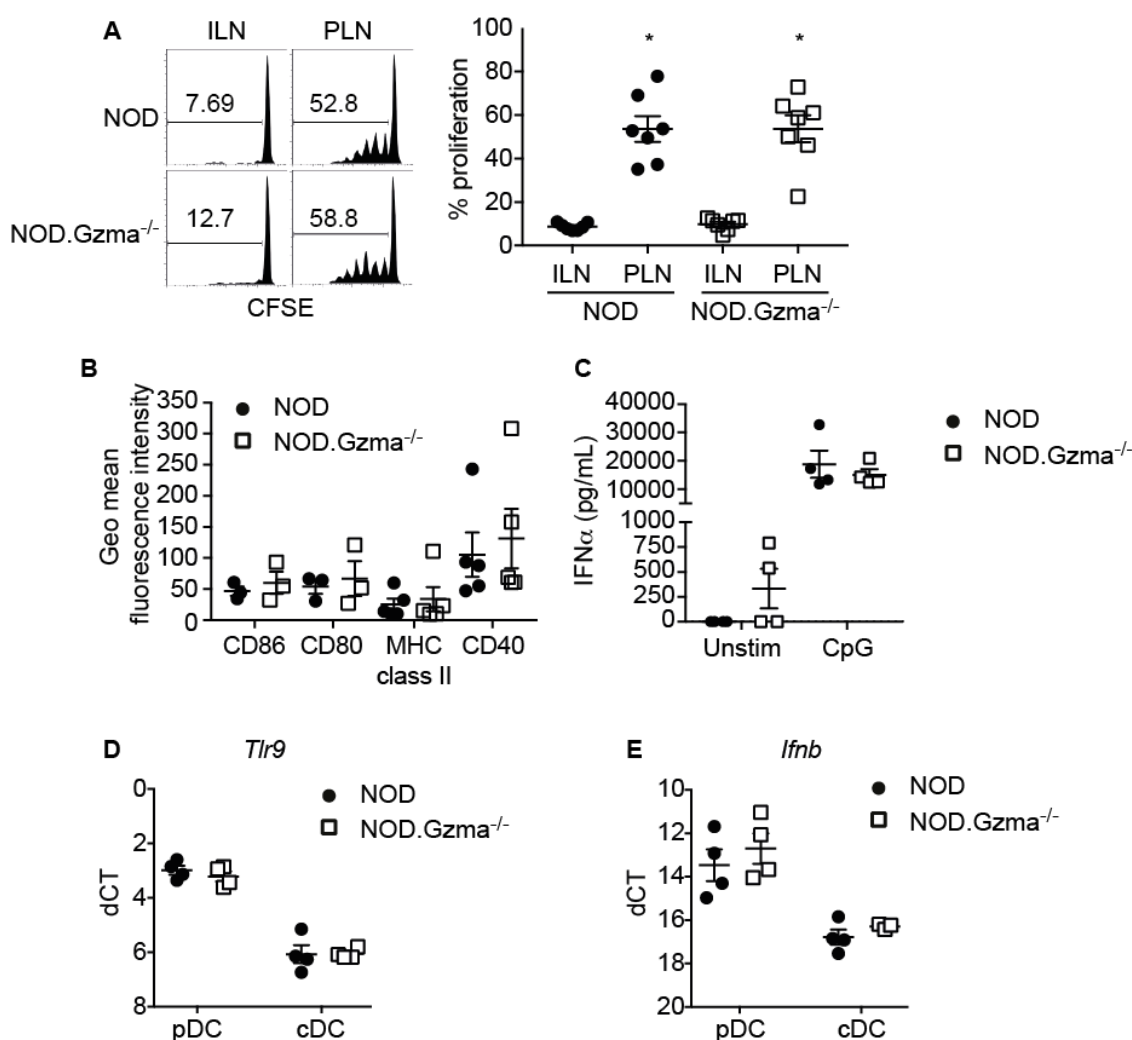 A
ILN PLN
NOD
7.69 52.8
NOD.Gzma-/-
12.7 58.8
CFSE
% proliferation
80
60
40
20
0
100
* *
ILN PLN ILN PLN
NOD NOD.Gzma-/-
B
Geo mean
fluorescence intensity
350
300
250
200
150
100
50
0
NOD
NOD.Gzma-/-
CD86 CD80 MHC CD40
class II
C
IFNα (pg/mL)
40000
30000
20000
10000
1000
750
500
250
0
NOD
NOD.Gzma-/-
Unstim CpG
D Tlr9
dCT
0
2
4
6
8
NOD
NOD.Gzma-/-
pDC cDC
E Ifnb
dCT
10
12
14
16
18
20
NOD
NOD.Gzma-/-
pDC cDC